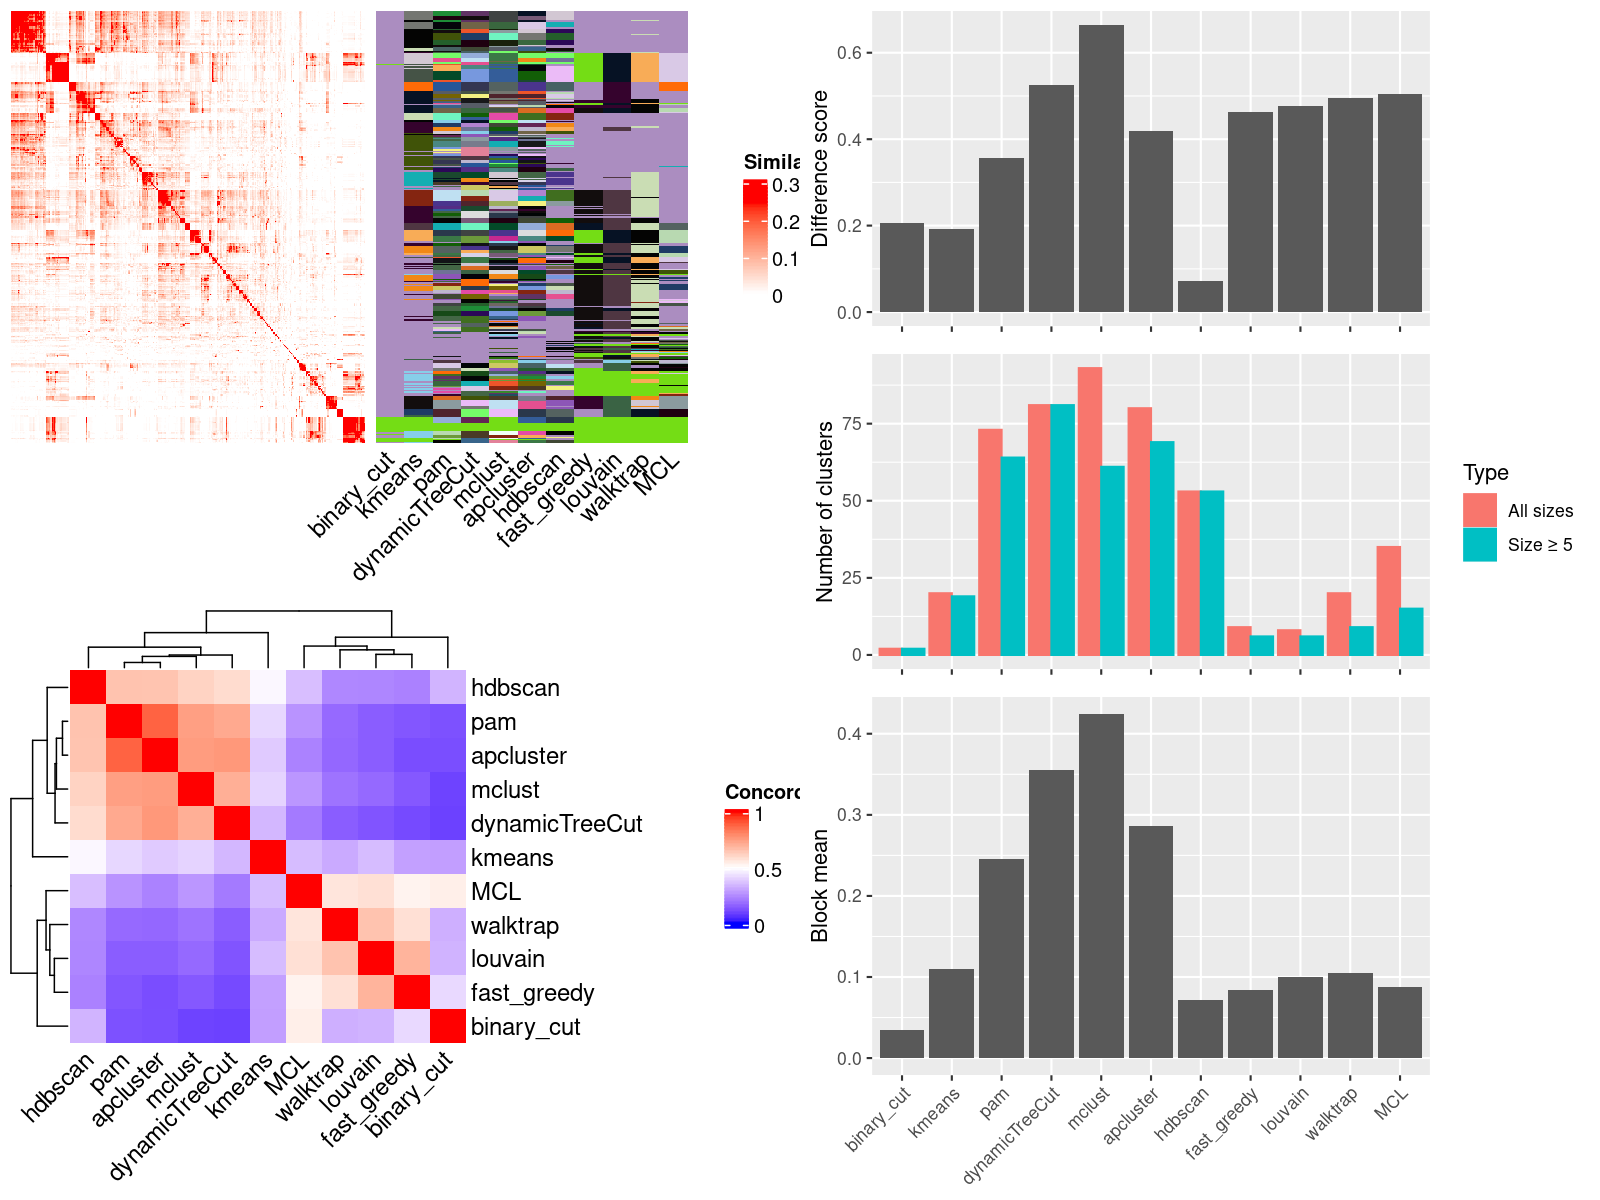 Simila
0.3
0.2
0.1
0
binary_cut
kmeans
pam
dynamicTreeCut
mclust
apcluster
hdbscan
fast_greedy
louvain
walktrap
MCL
Difference score
0.6
0.4
0.2
0.0
Number of clusters
75
50
25
0
Type
All sizes
Size ≥ 5
hdbscan
pam
apcluster
mclust
dynamicTreeCut
kmeans
MCL
walktrap
louvain
fast_greedy
binary_cut
hdbscan
pam
apcluster
mclust
dynamicTreeCut
kmeans
MCL
walktrap
louvain
fast_greedy
binary_cut
Concord
1
0.5
0
Block mean
0.4
0.3
0.2
0.1
0.0
binary_cut
kmeans
pam
dynamicTreeCut
mclust
apcluster
hdbscan
fast_greedy
louvain
walktrap
MCL